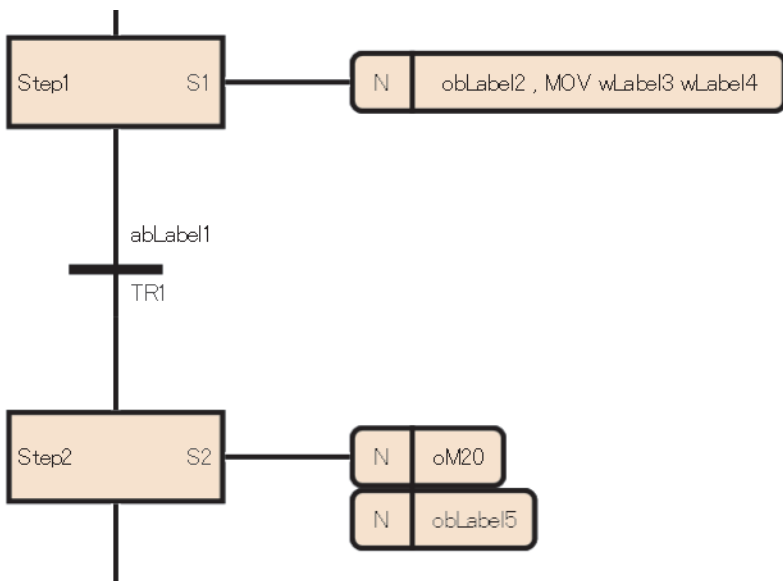 Step1 S1 N obLabel2 , MOV wLabel3 wLabel4
abLabel1
TR1
Step2 S2 N oM20
N obLabel5